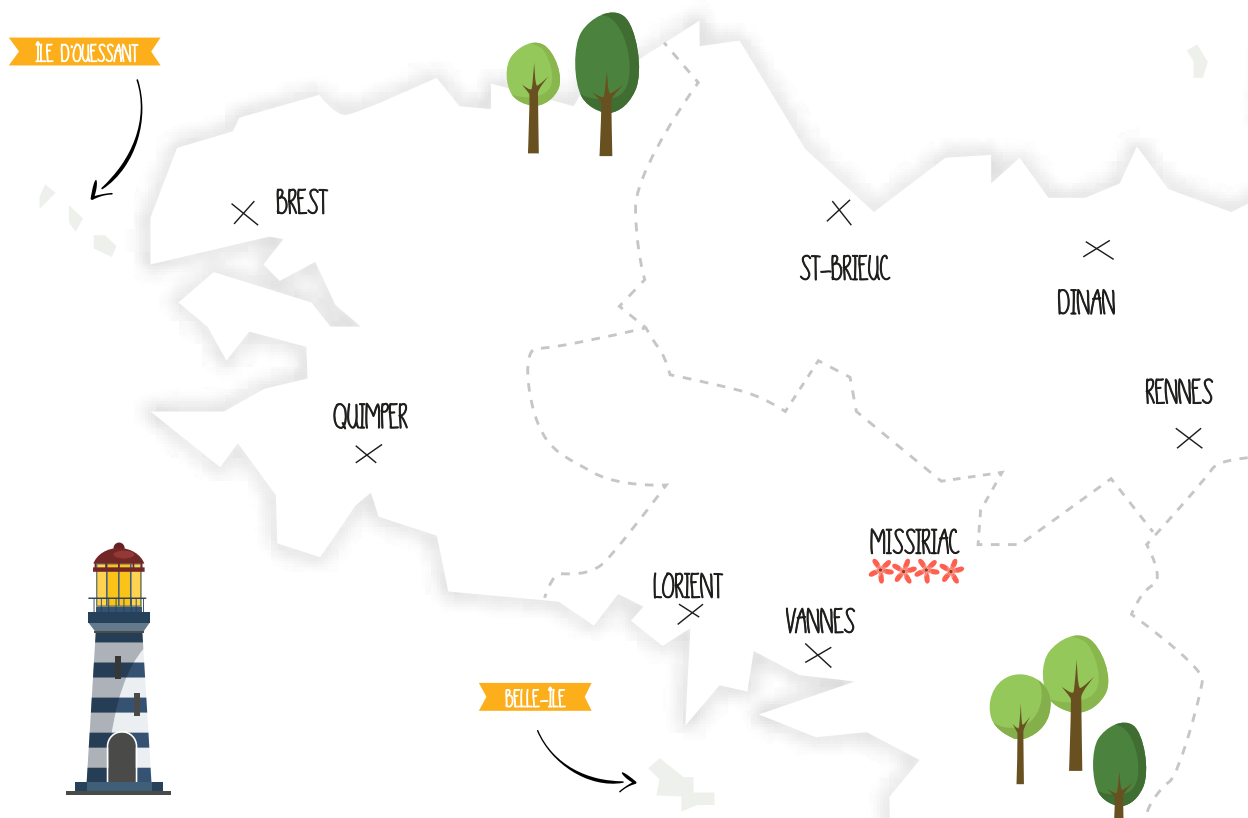 ÎLE D'OUESSANT
BREST
ST-BRIEUC
DINAN
RENNES
QUIMPER
MISSIRIAC
LORIENT
VANNES
BELLE-ÎLE